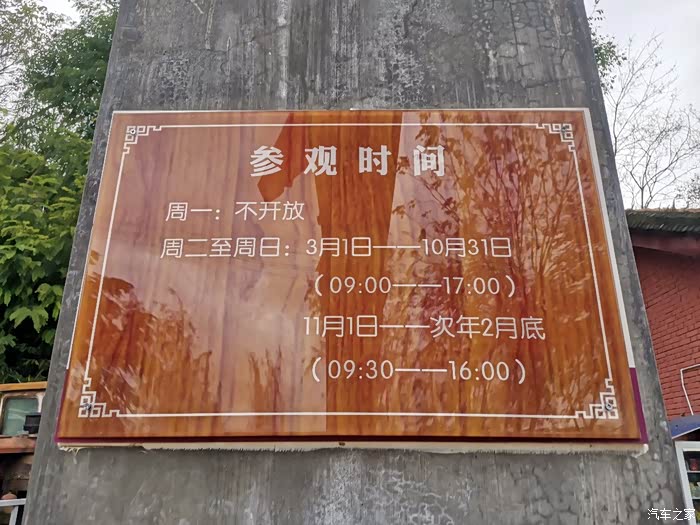 参观时间
周一：不开放
周二至周日：3月1日——10月31日
（09:00——17:00）
11月1日——次年2月底
（09:30——16:00）
汽车之家